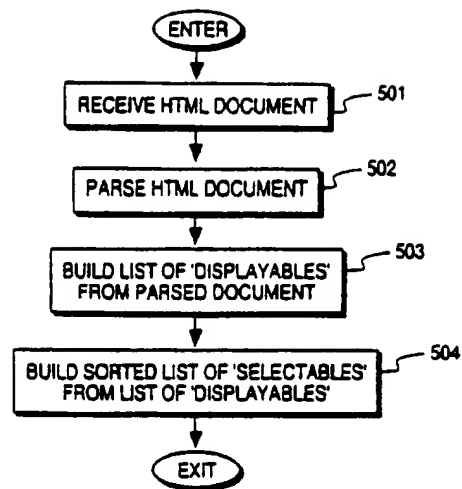 ENTER
RECEIVE HTML DOCUMENT
501
PARSE HTML DOCUMENT
502
BUILD LIST OF 'DISPLAYABLES'
FROM PARSED DOCUMENT
503
BUILD SORTED LIST OF 'SELECTABLES'
FROM LIST OF 'DISPLAYABLES'
504
EXIT